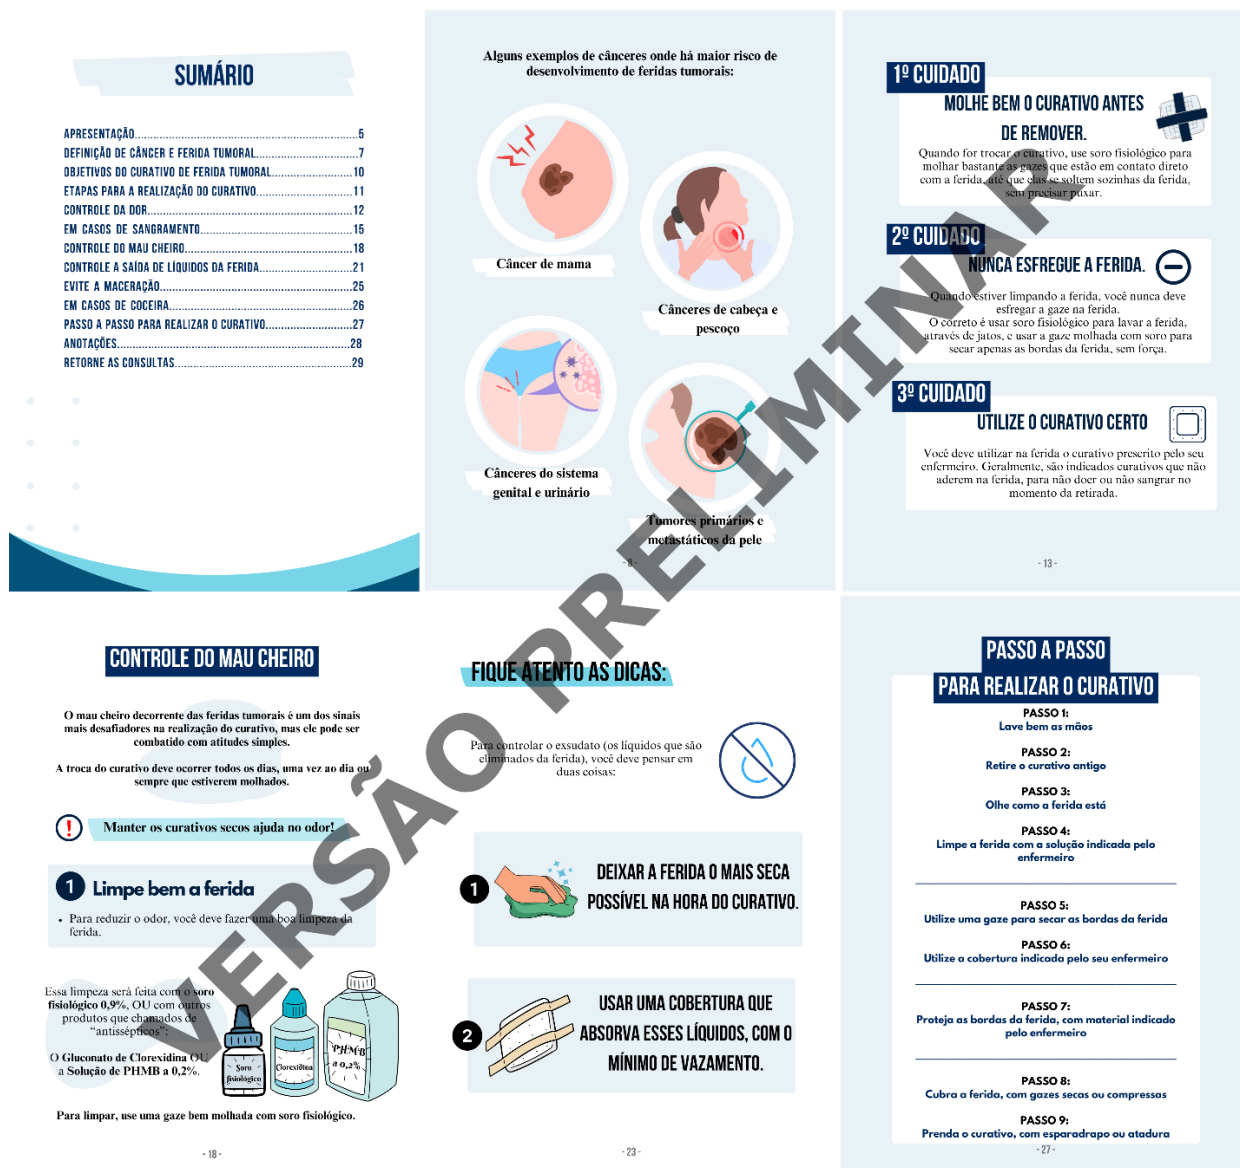 SUMÁRIO
APRESENTAÇÃO....................................................................5
DEFINIÇÃO DE CÂNCER E FERIDA TUMORAL...............................7
OBJETIVOS DO CURATIVO DE FERIDA TUMORAL.........................10
ETAPAS PARA A REALIZAÇÃO DO CURATIVO.............................11
CONTROLE DA DOR..............................................................12
EM CASOS DE SANGRAMENTO..............................................15
CONTROLE DO MAU CHEIRO...................................................18
CONTROLE A SAÍDA DE LÍQUIDOS DA FERIDA............................21
EVITE A MACERAÇÃO...........................................................25
EM CASOS DE COCEIRA........................................................26
PASSO A PASSO PARA REALIZAR O CURATIVO..........................27
ANOTAÇÕES.......................................................................28
RETORNE AS CONSULTAS......................................................29
Alguns exemplos de cânceres onde há maior risco de
desenvolvimento de feridas tumorais:
Câncer de mama
Cânceres de cabeça e
pescoço
Cânceres do sistema
genital e urinário
Tumores primários e
metastáticos da pele
- 8 -
1º CUIDADO
MOLHE BEM O CURATIVO ANTES
DE REMOVER.
Quando for trocar o curativo, use soro fisiológico para
molhar bastante as gazes que estão em contato direto
com a ferida, até que elas se soltem sozinhas da ferida,
sem precisar puxar.
2º CUIDADO
NUNCA ESFREGUE A FERIDA.
Quando estiver limpando a ferida, você nunca deve
esfregar a gaze na ferida.
O correto é usar soro fisiológico para lavar a ferida,
através de jatos, e usar a gaze molhada com soro para
secar apenas as bordas da ferida, sem força.
3º CUIDADO
UTILIZE O CURATIVO CERTO
Você deve utilizar na ferida o curativo prescrito pelo seu
enfermeiro. Geralmente, são indicados curativos que não
aderem na ferida, para não doer ou não sangrar no
momento da retirada.
- 13 -
CONTROLE DO MAU CHEIRO
O mau cheiro decorrente das feridas tumorais é um dos sinais
mais desafiadores na realização do curativo, mas ele pode ser
combatido com atitudes simples.
A troca do curativo deve ocorrer todos os dias, uma vez ao dia ou
sempre que estiverem molhados.
Manter os curativos secos ajuda no odor!
1 Limpe bem a ferida
• Para reduzir o odor, você deve fazer uma boa limpeza da
ferida.
Essa limpeza será feita com o soro
fisiológico 0,9%, OU com outros
produtos que chamados de
“antissépticos”:
O Gluconato de Clorexidina OU
a Solução de PHMB a 0,2%.
Soro
fisiológico
Clorexidina
PHMB
a 0,2%
Para limpar, use uma gaze bem molhada com soro fisiológico.
- 18 -
FIQUE ATENTO AS DICAS:
Para controlar o exsudato (os líquidos que são
eliminados da ferida), você deve pensar em
duas coisas:
1
DEIXAR A FERIDA O MAIS SECA
POSSÍVEL NA HORA DO CURATIVO.
2
USAR UMA COBERTURA QUE
ABSORVA ESSES LÍQUIDOS, COM O
MÍNIMO DE VAZAMENTO.
- 23 -
PASSO A PASSO
PARA REALIZAR O CURATIVO
PASSO 1:
Lave bem as mãos
PASSO 2:
Retire o curativo antigo
PASSO 3:
Olhe como a ferida está
PASSO 4:
Limpe a ferida com a solução indicada pelo
enfermeiro
PASSO 5:
Utilize uma gaze para secar as bordas da ferida
PASSO 6:
Utilize a cobertura indicada pelo seu enfermeiro
PASSO 7:
Proteja as bordas da ferida, com material indicado
pelo enfermeiro
PASSO 8:
Cubra a ferida, com gazes secas ou compressas
PASSO 9:
Prenda o curativo, com esparadrapo ou atadura
- 27 -
VERSÃO PRELIMINAR